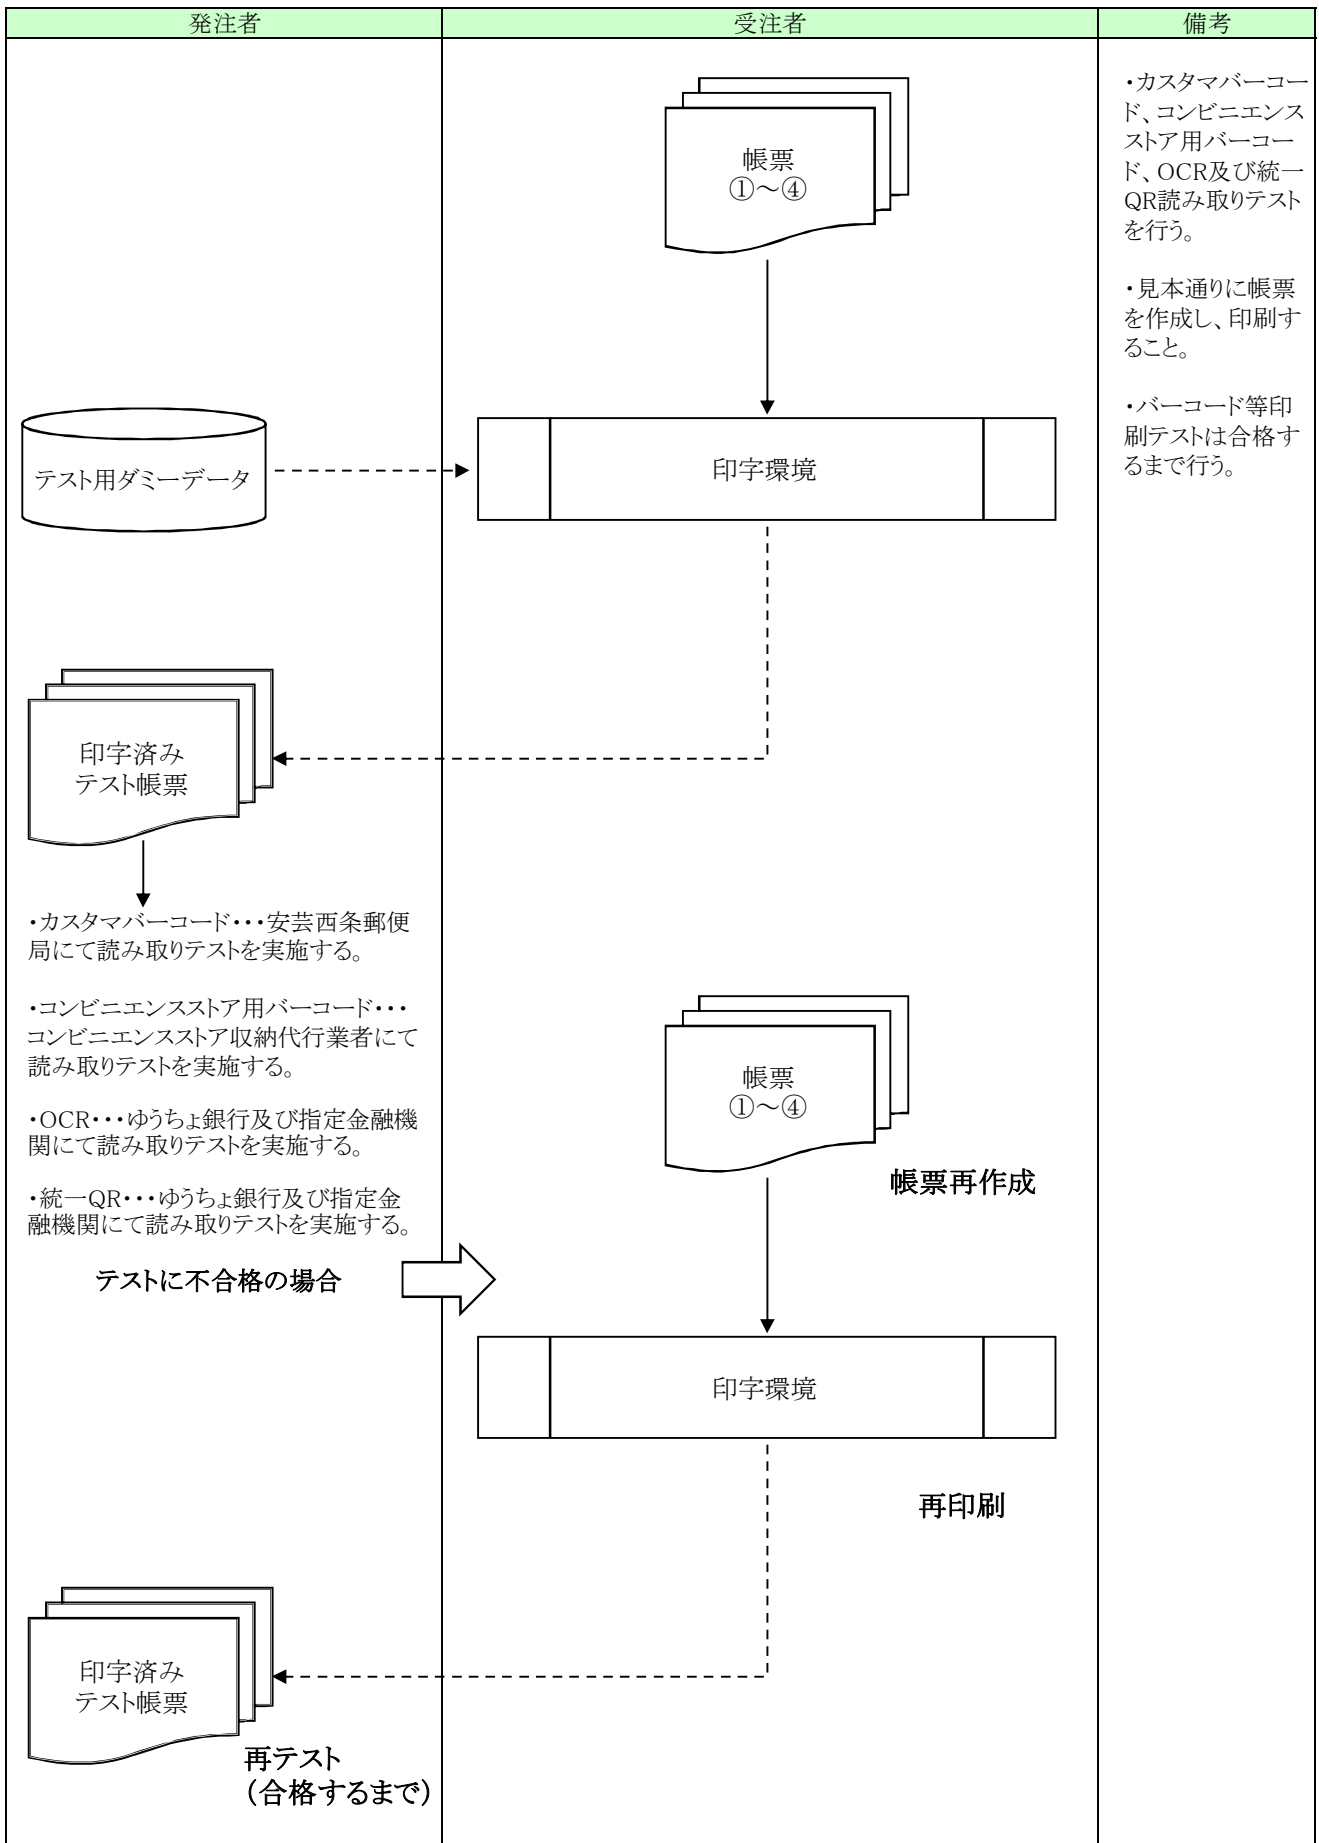 発注者
受注者
備考
帳票
①～④
・カスタマバーコー
ド、コンビニエンス
ストア用バーコー
ド、OCR及び統一
QR読み取りテスト
を行う。
・見本通りに帳票
を作成し、印刷す
ること。
・バーコード等印
刷テストは合格す
るまで行う。
テスト用ダミーデータ
印字環境
印字済み
テスト帳票
・カスタマバーコード・・・安芸西条郵便
局にて読み取りテストを実施する。
・コンビニエンスストア用バーコード・・・
コンビニエンスストア収納代行業者にて
読み取りテストを実施する。
・OCR・・・ゆうちょ銀行及び指定金融機
関にて読み取りテストを実施する。
・統一QR・・・ゆうちょ銀行及び指定金
融機関にて読み取りテストを実施する。
テストに不合格の場合
帳票
①～④
帳票再作成
印字環境
再印刷
印字済み
テスト帳票
再テスト
（合格するまで）